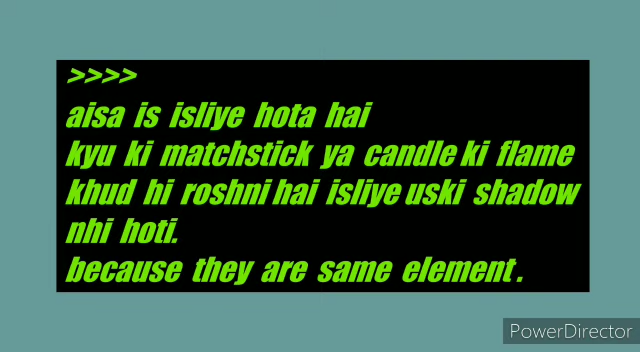 >>>>
aisa is isliye hota hai
kyu ki matchstick ya candle ki flame
khud hi roshni hai isliye uski shadow
nhi hoti.
because they are same element .
PowerDirector